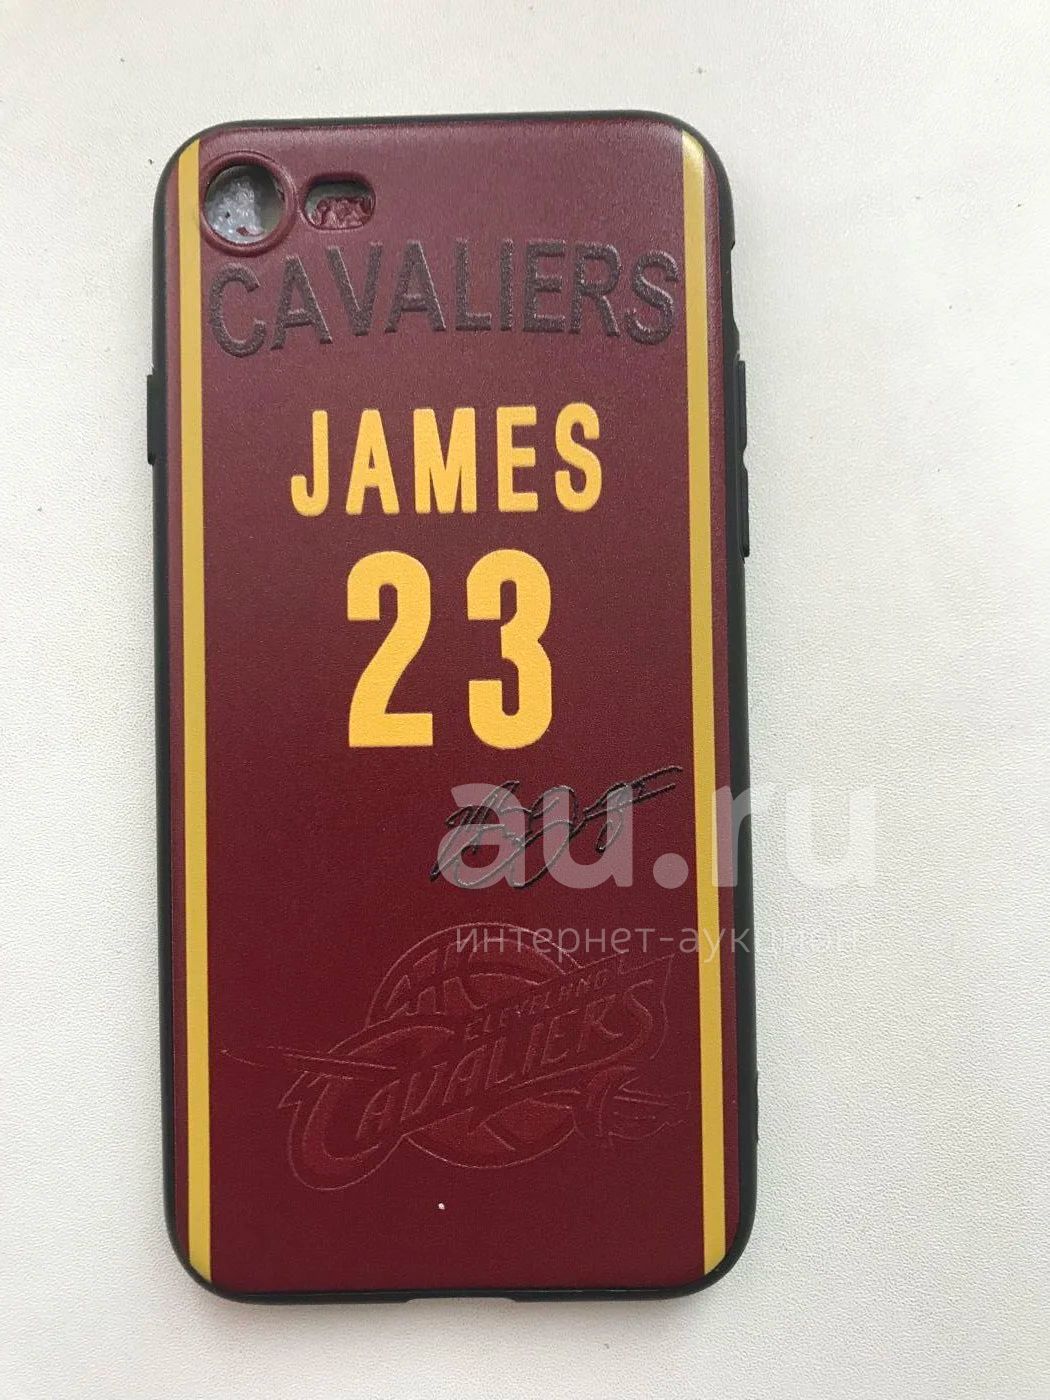 CAVALIERS
JAMES
23
au.ru
интернет-аукцион
CLEVELAND
CAVALIERS